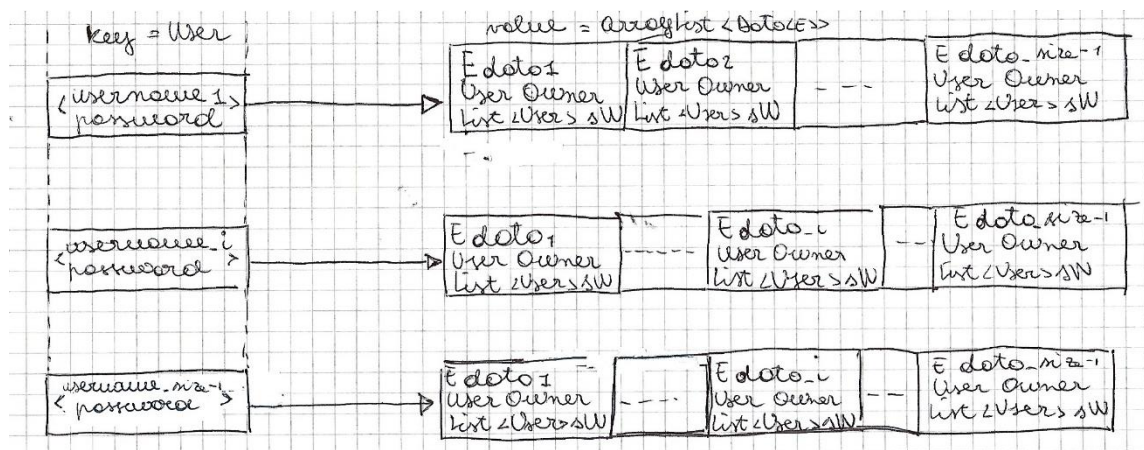 key = User
value = ArrayList <Dato<E>>
<username_1, password>
E dato1
User Owner
List <User> sW
E dato2
User Owner
List <User> sW
- - -
E dato_size-1
User Owner
List <User> sW
<username_i, password>
E dato1
User Owner
List <User> sW
- - - -
E dato_i
User Owner
List <User> sW
- -
E dato_size-1
User Owner
List <User> sW
<username_size-1, password>
E dato1
User Owner
List <User> sW
- - - -
E dato_i
User Owner
List <User> sW
- -
E dato_size-1
User Owner
List <User> sW